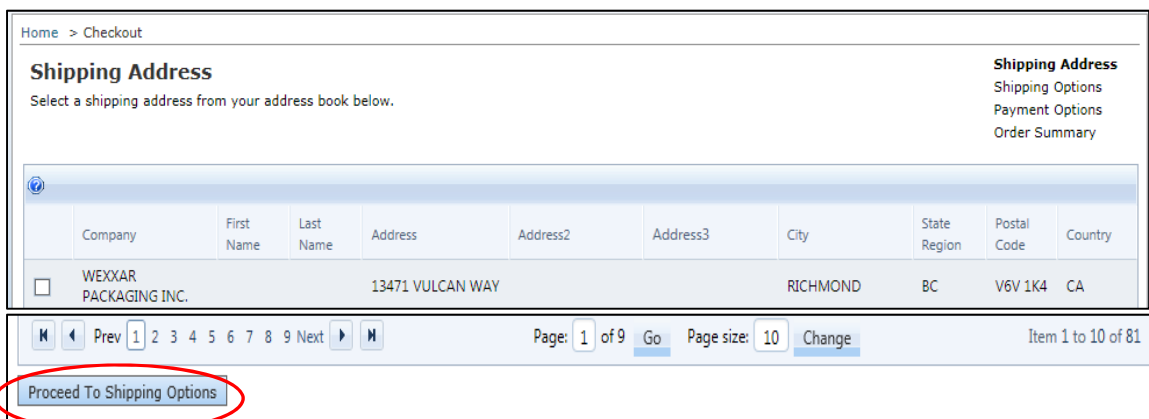 Home > Checkout
Shipping Address
Select a shipping address from your address book below.
Shipping Address
Shipping Options
Payment Options
Order Summary
Company First Name Last Name Address Address2 Address3 City State Region Postal Code Country
WEXXAR PACKAGING INC. 13471 VULCAN WAY RICHMOND BC V6V 1K4 CA
Prev 1 2 3 4 5 6 7 8 9 Next Page: 1 of 9 Go Page size: 10 Change Item 1 to 10 of 81
Proceed To Shipping Options